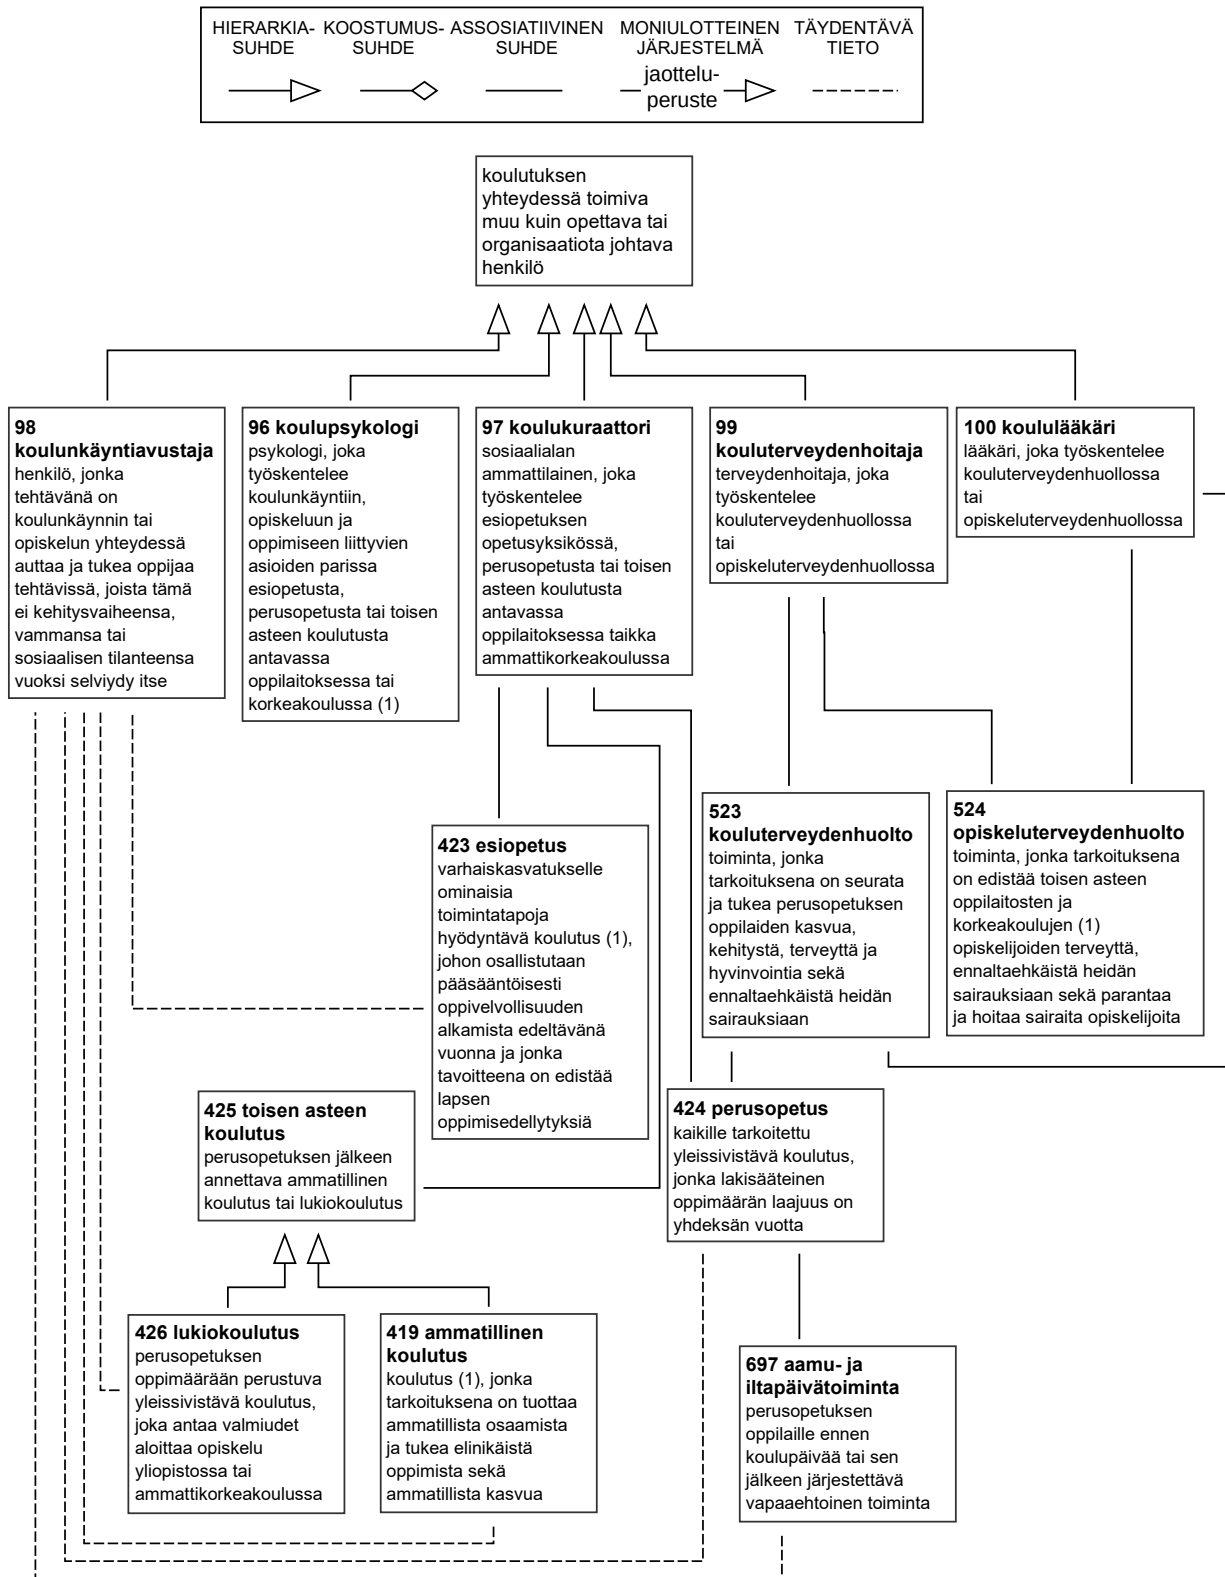 HIERARKIA-
SUHDE
KOOSTUMUS-
SUHDE
ASSOSIATIIVINEN
SUHDE
MONIULOTTEINEN
JÄRJESTELMÄ
jaottelu-
peruste
TÄYDENTÄVÄ
TIETO
koulutuksen
yhteydessä toimiva
muu kuin opettava tai
organisaatiota johtava
henkilö
98
koulunkäyntiavustaja
henkilö, jonka
tehtävänä on
koulunkäynnin tai
opiskelun yhteydessä
auttaa ja tukea oppijaa
tehtävissä, joista tämä
ei kehitysvaiheensa,
vammansa tai
sosiaalisen tilanteensa
vuoksi selviydy itse
96 koulupsykologi
psykologi, joka
työskentelee
koulunkäyntiin,
opiskeluun ja
oppimiseen liittyvien
asioiden parissa
esiopetusta,
perusopetusta tai toisen
asteen koulutusta
antavassa
oppilaitoksessa tai
korkeakoulussa (1)
97 koulukuraattori
sosiaalialan
ammattilainen, joka
työskentelee
esiopetuksen
opetusyksikössä,
perusopetusta tai toisen
asteen koulutusta
antavassa
oppilaitoksessa taikka
ammattikorkeakoulussa
99
kouluterveydenhoitaja
terveydenhoitaja, joka
työskentelee
kouluterveydenhuollossa
tai
opiskeluterveydenhuollossa
100 koululääkäri
lääkäri, joka työskentelee
kouluterveydenhuollossa
tai
opiskeluterveydenhuollossa
423 esiopetus
varhaiskasvatukselle
ominaisia
toimintatapoja
hyödyntävä koulutus (1),
johon osallistutaan
pääsääntöisesti
oppivelvollisuuden
alkamista edeltävänä
vuonna ja jonka
tavoitteena on edistää
lapsen
oppimisedellytyksiä
523
kouluterveydenhuolto
toiminta, jonka
tarkoituksena on seurata
ja tukea perusopetuksen
oppilaiden kasvua,
kehitystä, terveyttä ja
hyvinvointia sekä
ennaltaehkäistä heidän
sairauksiaan
524
opiskeluterveydenhuolto
toiminta, jonka tarkoituksena
on edistää toisen asteen
oppilaitosten ja
korkeakoulujen (1)
opiskelijoiden terveyttä,
ennaltaehkäistä heidän
sairauksiaan sekä parantaa
ja hoitaa sairaita opiskelijoita
425 toisen asteen
koulutus
perusopetuksen jälkeen
annettava ammatillinen
koulutus tai lukiokoulutus
424 perusopetus
kaikille tarkoitettu
yleissivistävä koulutus,
jonka lakisääteinen
oppimäärän laajuus on
yhdeksän vuotta
426 lukiokoulutus
perusopetuksen
oppimäärään perustuva
yleissivistävä koulutus,
joka antaa valmiudet
aloittaa opiskelu
yliopistossa tai
ammattikorkeakoulussa
419 ammatillinen
koulutus
koulutus (1), jonka
tarkoituksena on tuottaa
ammatillista osaamista
ja tukea elinikäistä
oppimista sekä
ammatillista kasvua
697 aamu- ja
iltapäivätoiminta
perusopetuksen
oppilaille ennen
koulupäivää tai sen
jälkeen järjestettävä
vapaaehtoinen toiminta